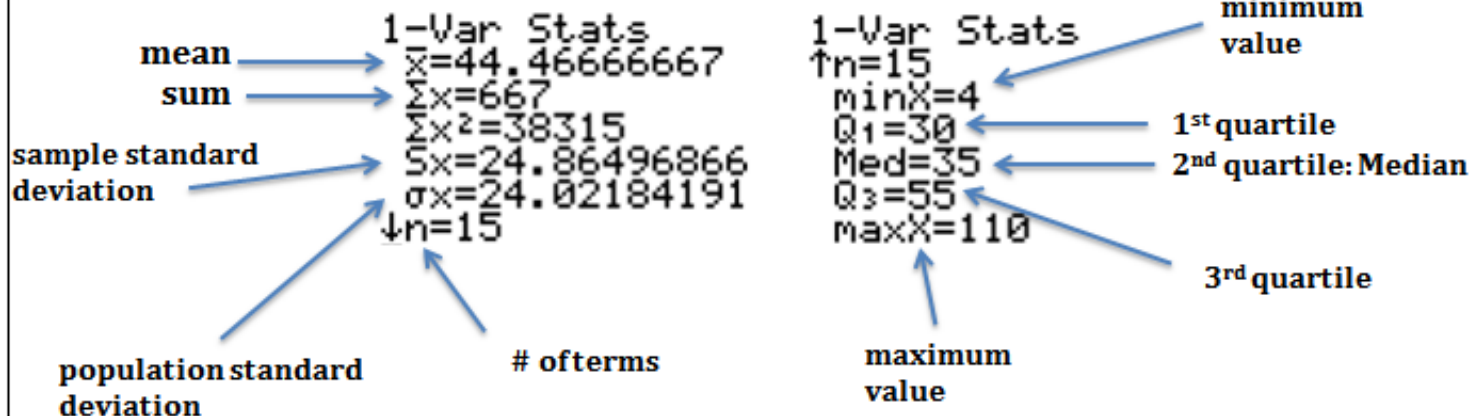 mean
sum
sample standard
deviation
population standard
deviation
1-Var Stats
x̄=44.46666667
Σx=667
Σx²=38315
Sx=24.86496866
σx=24.02184191
↓n=15
# of terms
1-Var Stats
↑n=15
minX=4
Q₁=30
Med=35
Q₃=55
maxX=110
minimum
value
1st quartile
2nd quartile: Median
3rd quartile
maximum
value